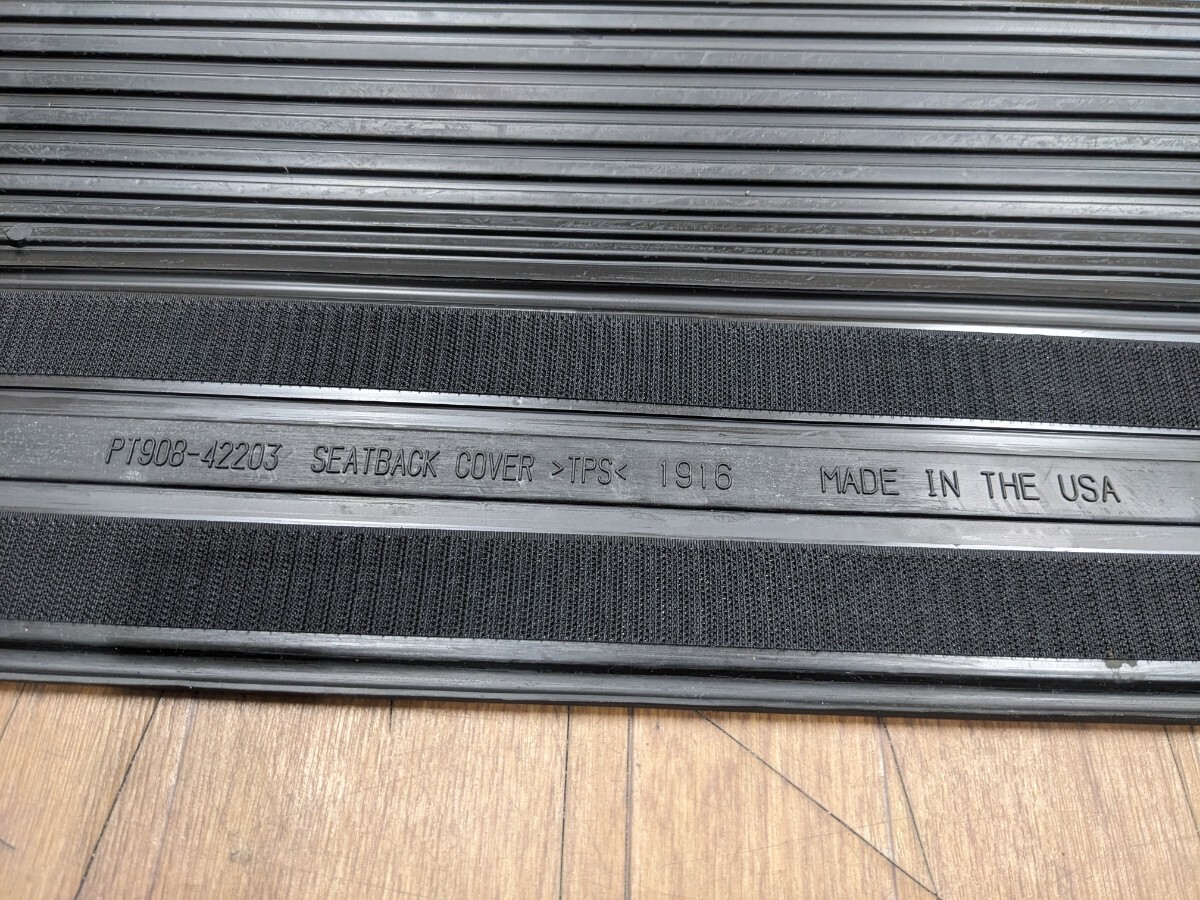 PT908-42203 SEATBACK COVER >TPS< 1916 MADE IN THE USA